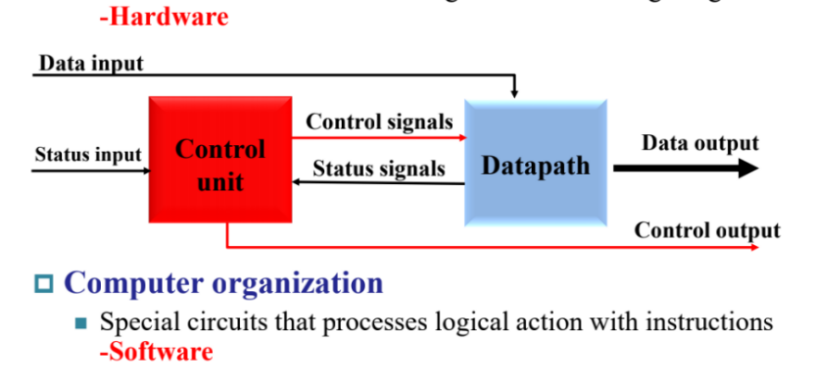 -Hardware
Data input
Control signals
Data output
Status input
Control
unit
Status signals
Datapath
Control output
Computer organization
Special circuits that processes logical action with instructions
-Software